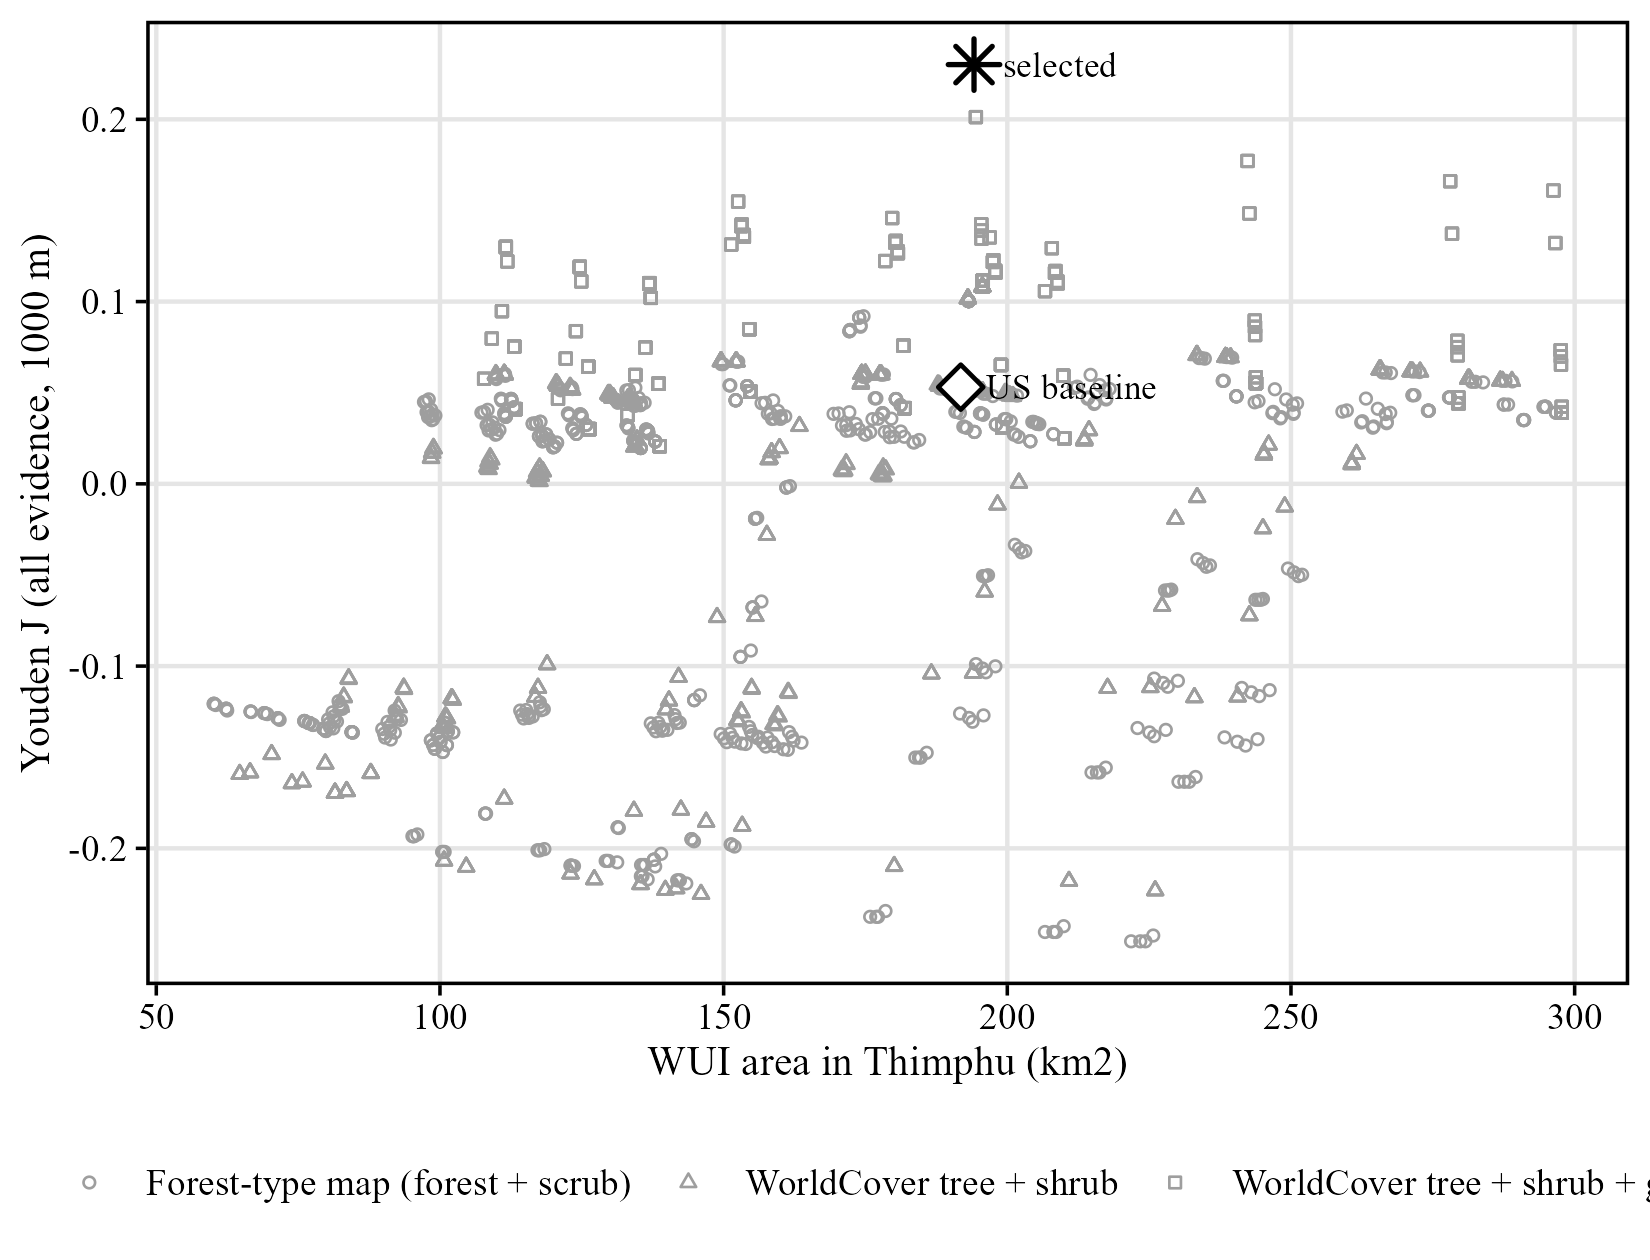 selected
US baseline
0.2
0.1
0.0
-0.1
-0.2
Youden J (all evidence, 1000 m)
50 100 150 200 250 300
WUI area in Thimphu (km2)
Forest-type map (forest + scrub) WorldCover tree + shrub WorldCover tree + shrub +